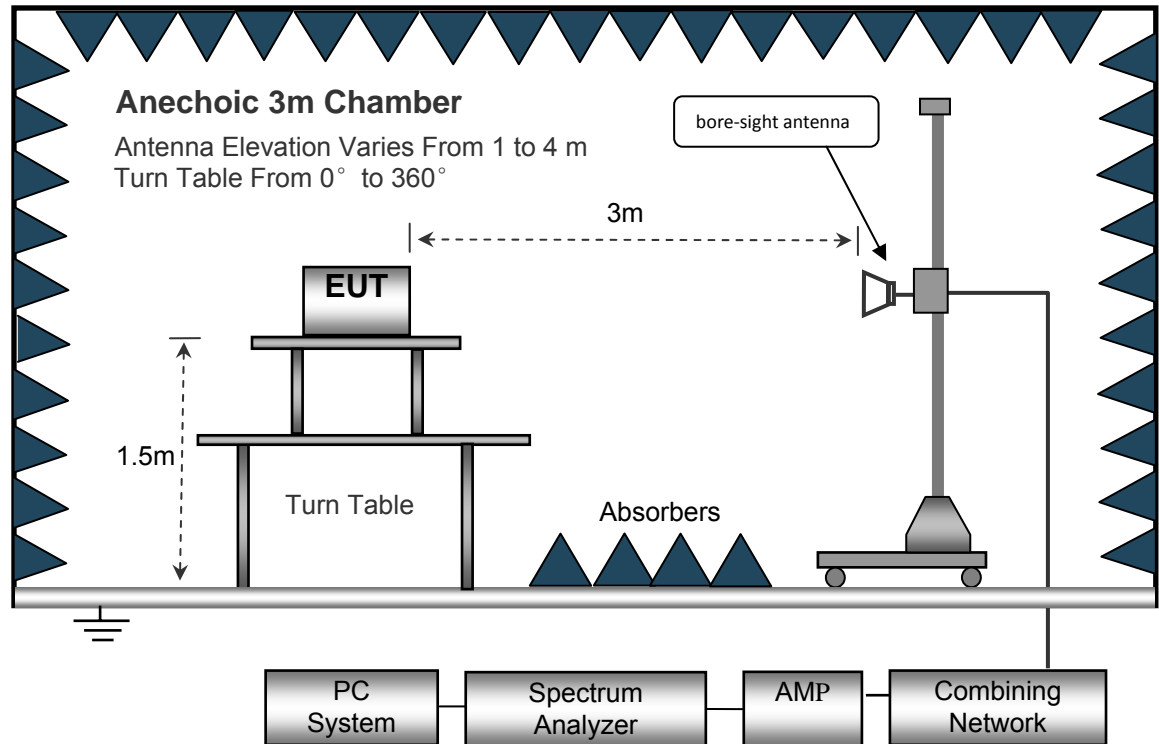 Anechoic 3m Chamber
Antenna Elevation Varies From 1 to 4 m
Turn Table From 0° to 360°
bore-sight antenna
3m
EUT
1.5m
Turn Table
Absorbers
PC
System
Spectrum
Analyzer
AMP
Combining
Network